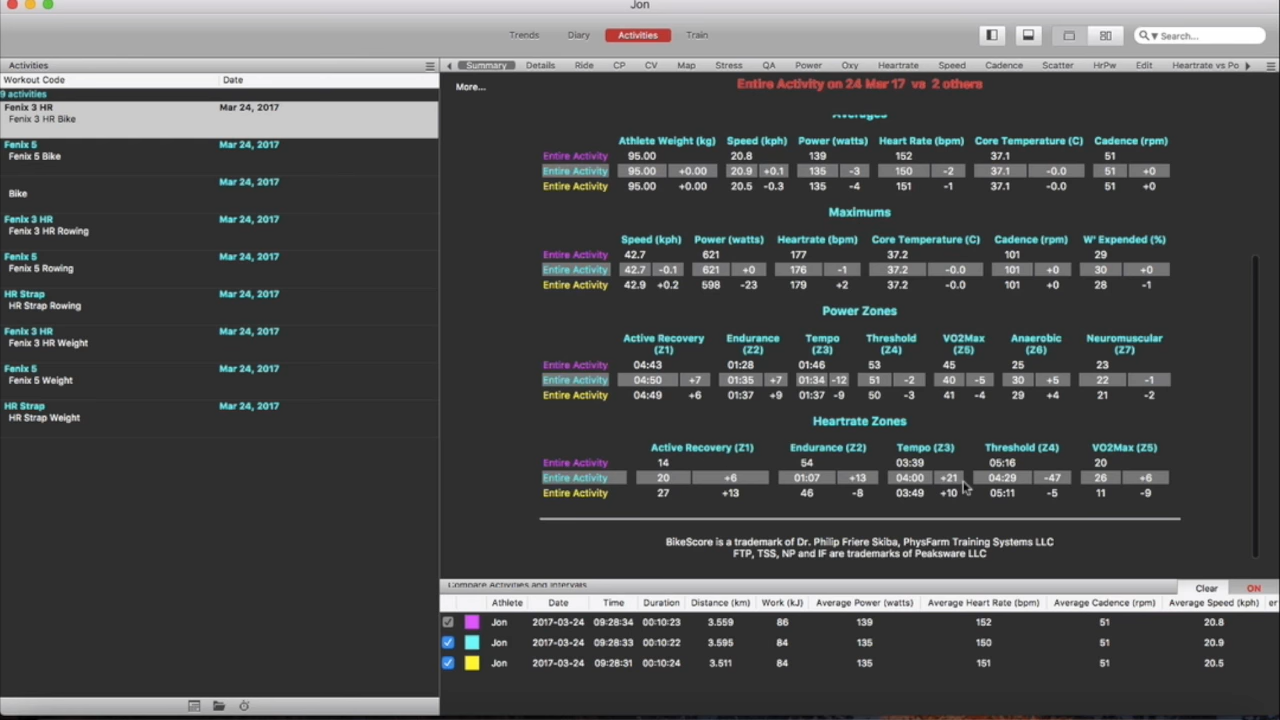 Jon
Trends Diary Activities Train Search...
Activities
Workout Code Date
9 activities
Fenix 3 HR Mar 24, 2017
Fenix 3 HR Bike
Fenix 5 Mar 24, 2017
Fenix 5 Bike
Mar 24, 2017
Bike
Fenix 3 HR Mar 24, 2017
Fenix 3 HR Rowing
Fenix 5 Mar 24, 2017
Fenix 5 Rowing
HR Strap Mar 24, 2017
HR Strap Rowing
Fenix 3 HR Mar 24, 2017
Fenix 3 HR Weight
Fenix 5 Mar 24, 2017
Fenix 5 Weight
HR Strap Mar 24, 2017
HR Strap Weight
Summary Details Ride CP CV Map Power Stress QA Power Oxy Heartrate Speed Cadence Scatter HrPw Edit Heartrate vs Po
More...
Entire Activity on 24 Mar 17 vs 2 others
Averages
Athlete Weight (kg) Speed (kph) Power (watts) Heart Rate (bpm) Core Temperature (C) Cadence (rpm)
Entire Activity 95.00 20.8 139 152 37.1 51
Entire Activity 95.00 +0.00 20.9 +0.1 135 -3 150 -2 37.1 -0.0 51 +0
Entire Activity 95.00 +0.00 20.5 -0.3 135 -4 151 -1 37.1 -0.0 51 +0
Maximums
Speed (kph) Power (watts) Heartrate (bpm) Core Temperature (C) Cadence (rpm) W' Expended (%)
Entire Activity 42.7 621 177 37.2 101 29
Entire Activity 42.7 -0.1 621 +0 176 -1 37.2 -0.0 101 +0 30 +0
Entire Activity 42.9 +0.2 598 -23 179 +2 37.2 -0.0 101 +0 28 -1
Power Zones
Active Recovery (Z1) Endurance (Z2) Tempo (Z3) Threshold (Z4) VO2Max (Z5) Anaerobic (Z6) Neuromuscular (Z7)
Entire Activity 04:43 01:28 01:46 53 45 25 23
Entire Activity 04:50 +7 01:35 +7 01:34 -12 51 -2 40 -5 30 +5 22 -1
Entire Activity 04:49 +6 01:37 +9 01:37 -9 50 -3 41 -4 29 +4 21 -2
Heartrate Zones
Active Recovery (Z1) Endurance (Z2) Tempo (Z3) Threshold (Z4) VO2Max (Z5)
Entire Activity 14 54 03:39 05:16 20
Entire Activity 20 +6 01:07 +13 04:00 +21 04:29 -47 26 +6
Entire Activity 27 +13 46 -8 03:49 +10 05:11 -5 11 -9
BikeScore is a trademark of Dr. Philip Friere Skiba, PhysFarm Training Systems LLC
FTP, TSS, NP and IF are trademarks of Peaksware LLC
Compare Activities and Intervals Clear ON
Athlete Date Time Duration Distance (km) Work (kJ) Average Power (watts) Average Heart Rate (bpm) Average Cadence (rpm) Average Speed (kph) er
Jon 2017-03-24 09:28:34 00:10:23 3.559 86 139 152 51 20.8
Jon 2017-03-24 09:28:33 00:10:22 3.595 84 135 150 51 20.9
Jon 2017-03-24 09:28:31 00:10:24 3.511 84 135 151 51 20.5